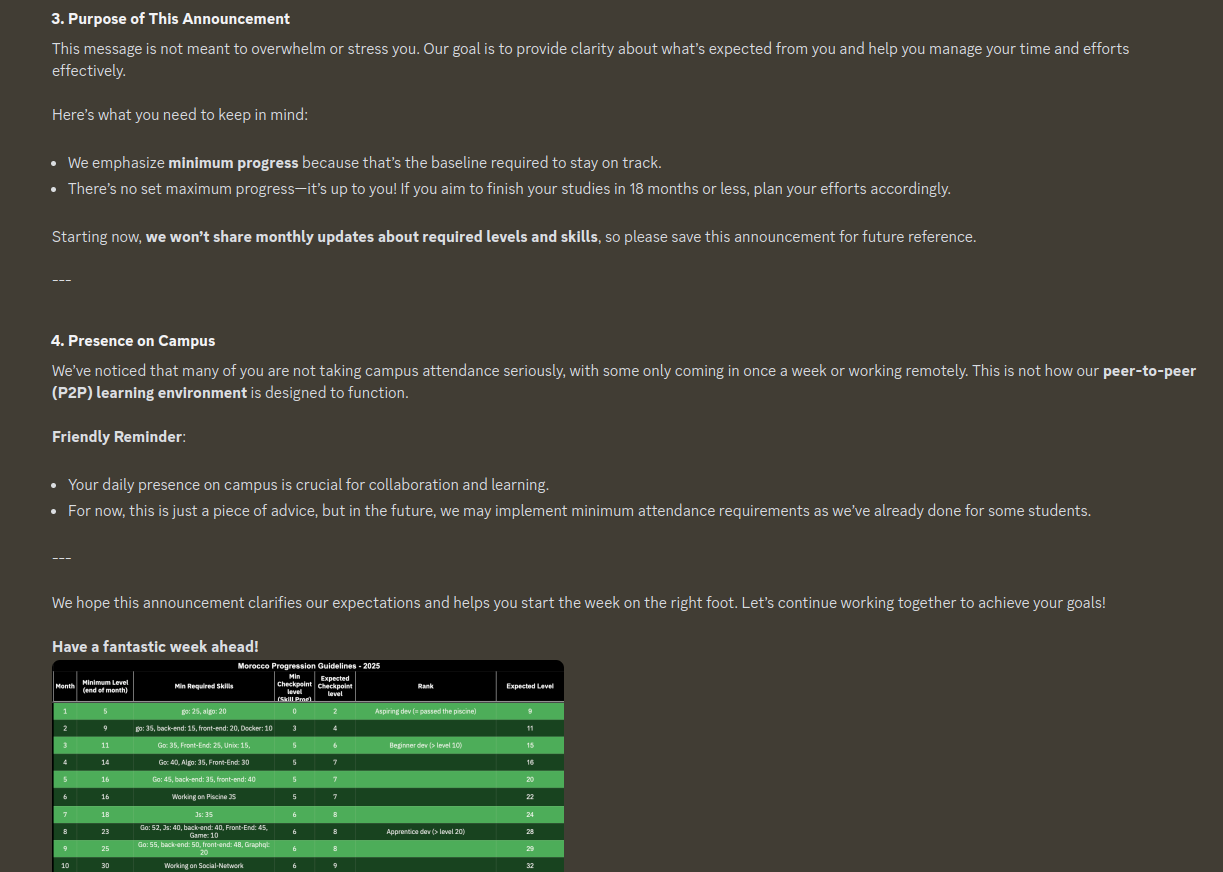 3. Purpose of This Announcement
This message is not meant to overwhelm or stress you. Our goal is to provide clarity about what's expected from you and help you manage your time and efforts
effectively.
Here's what you need to keep in mind:
• We emphasize minimum progress because that's the baseline required to stay on track.
• There's no set maximum progress—it's up to you! If you aim to finish your studies in 18 months or less, plan your efforts accordingly.
Starting now, we won't share monthly updates about required levels and skills, so please save this announcement for future reference.
---
4. Presence on Campus
We've noticed that many of you are not taking campus attendance seriously, with some only coming in once a week or working remotely. This is not how our peer-to-peer
(P2P) learning environment is designed to function.
Friendly Reminder:
• Your daily presence on campus is crucial for collaboration and learning.
• For now, this is just a piece of advice, but in the future, we may implement minimum attendance requirements as we've already done for some students.
---
We hope this announcement clarifies our expectations and helps you start the week on the right foot. Let's continue working together to achieve your goals!
Have a fantastic week ahead!
Morocco Progression Guidelines - 2025
Month Minimum Level (end of month) Min Required Skills Min Checkpoint level (Skill Prog) Expected Checkpoint level Rank Expected Level
1 5 go: 25, algo: 20 0 2 Aspiring dev (= passed the piscine) 9
2 9 go: 35, back-end: 15, front-end: 20, Docker: 10 3 4 11
3 11 Go: 35, Front-End: 25, Unix: 15, 5 6 Beginner dev (> level 10) 15
4 14 Go: 40, Algo: 35, Front-End: 30 5 7 16
5 16 Go: 45, back-end: 35, front-end: 40 5 7 20
6 16 Working on Piscine JS 5 7 22
7 18 Js: 35 6 8 24
8 23 Go: 52, Js: 40, back-end: 40, Front-End: 45, Game: 10 6 8 Apprentice dev (> level 20) 28
9 25 Go: 55, back-end: 50, front-end: 48, Graphql: 20 6 8 29
10 30 Working on Social-Network 6 9 32